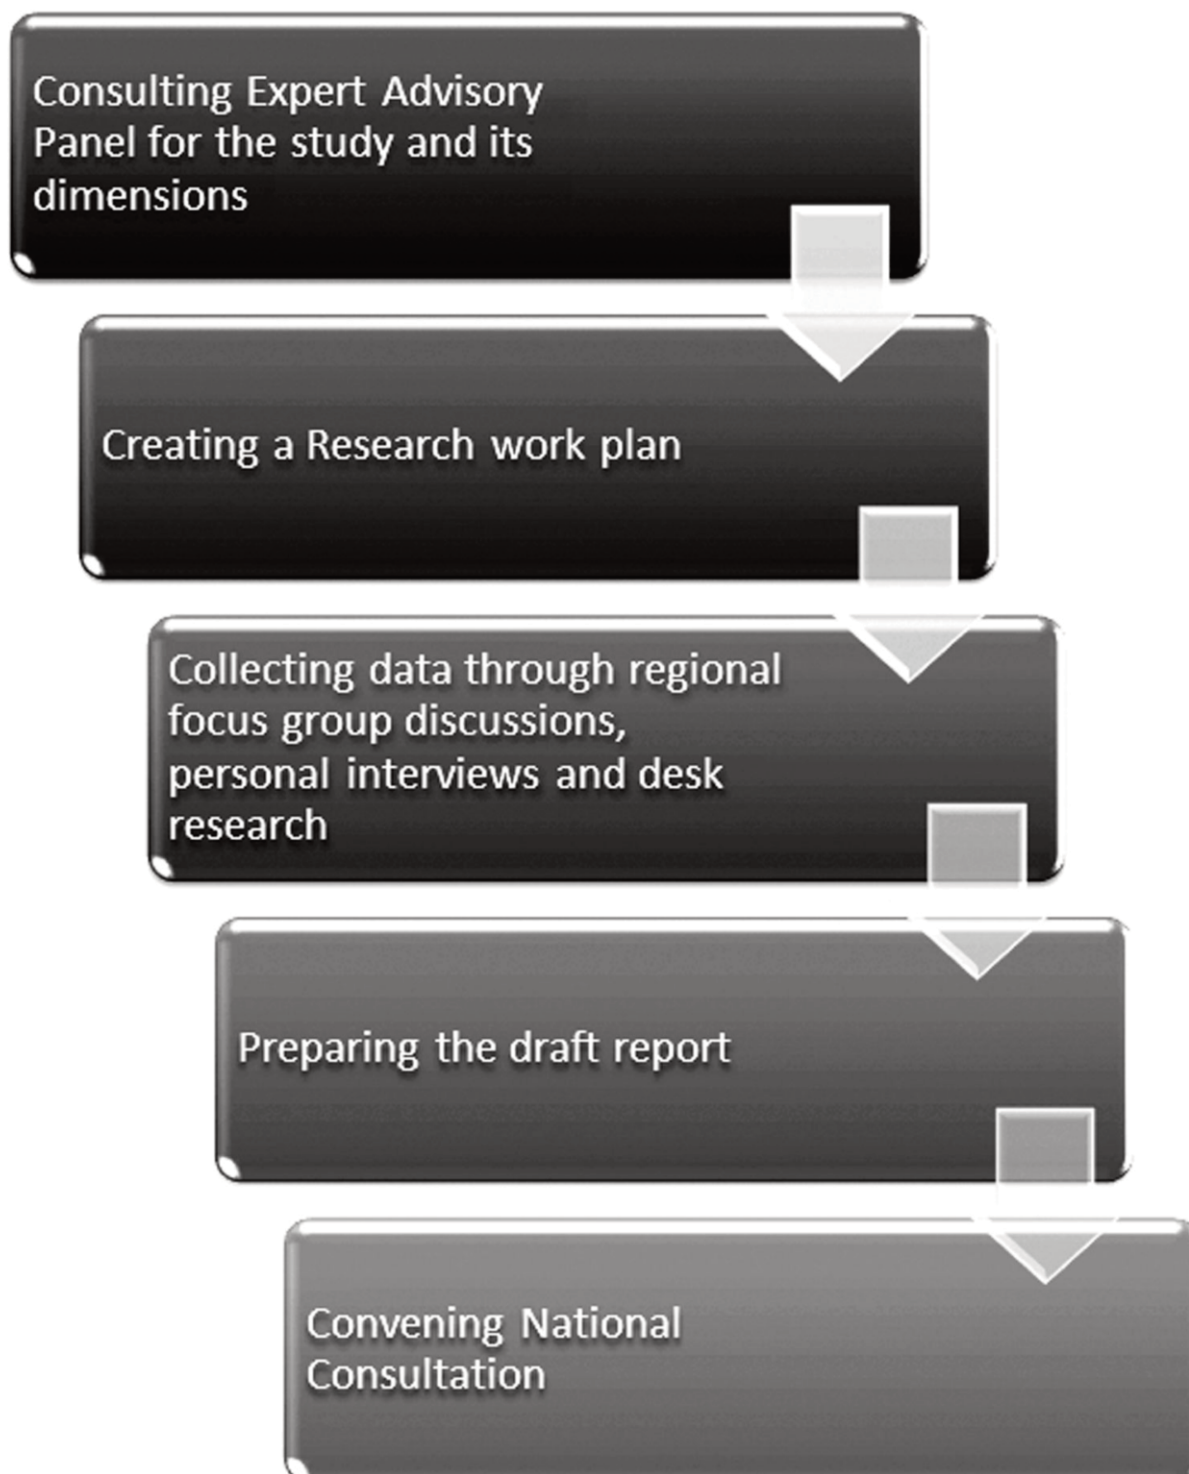 Consulting Expert Advisory
Panel for the study and its
dimensions
Creating a Research work plan
Collecting data through regional
focus group discussions,
personal interviews and desk
research
Preparing the draft report
Convening National
Consultation